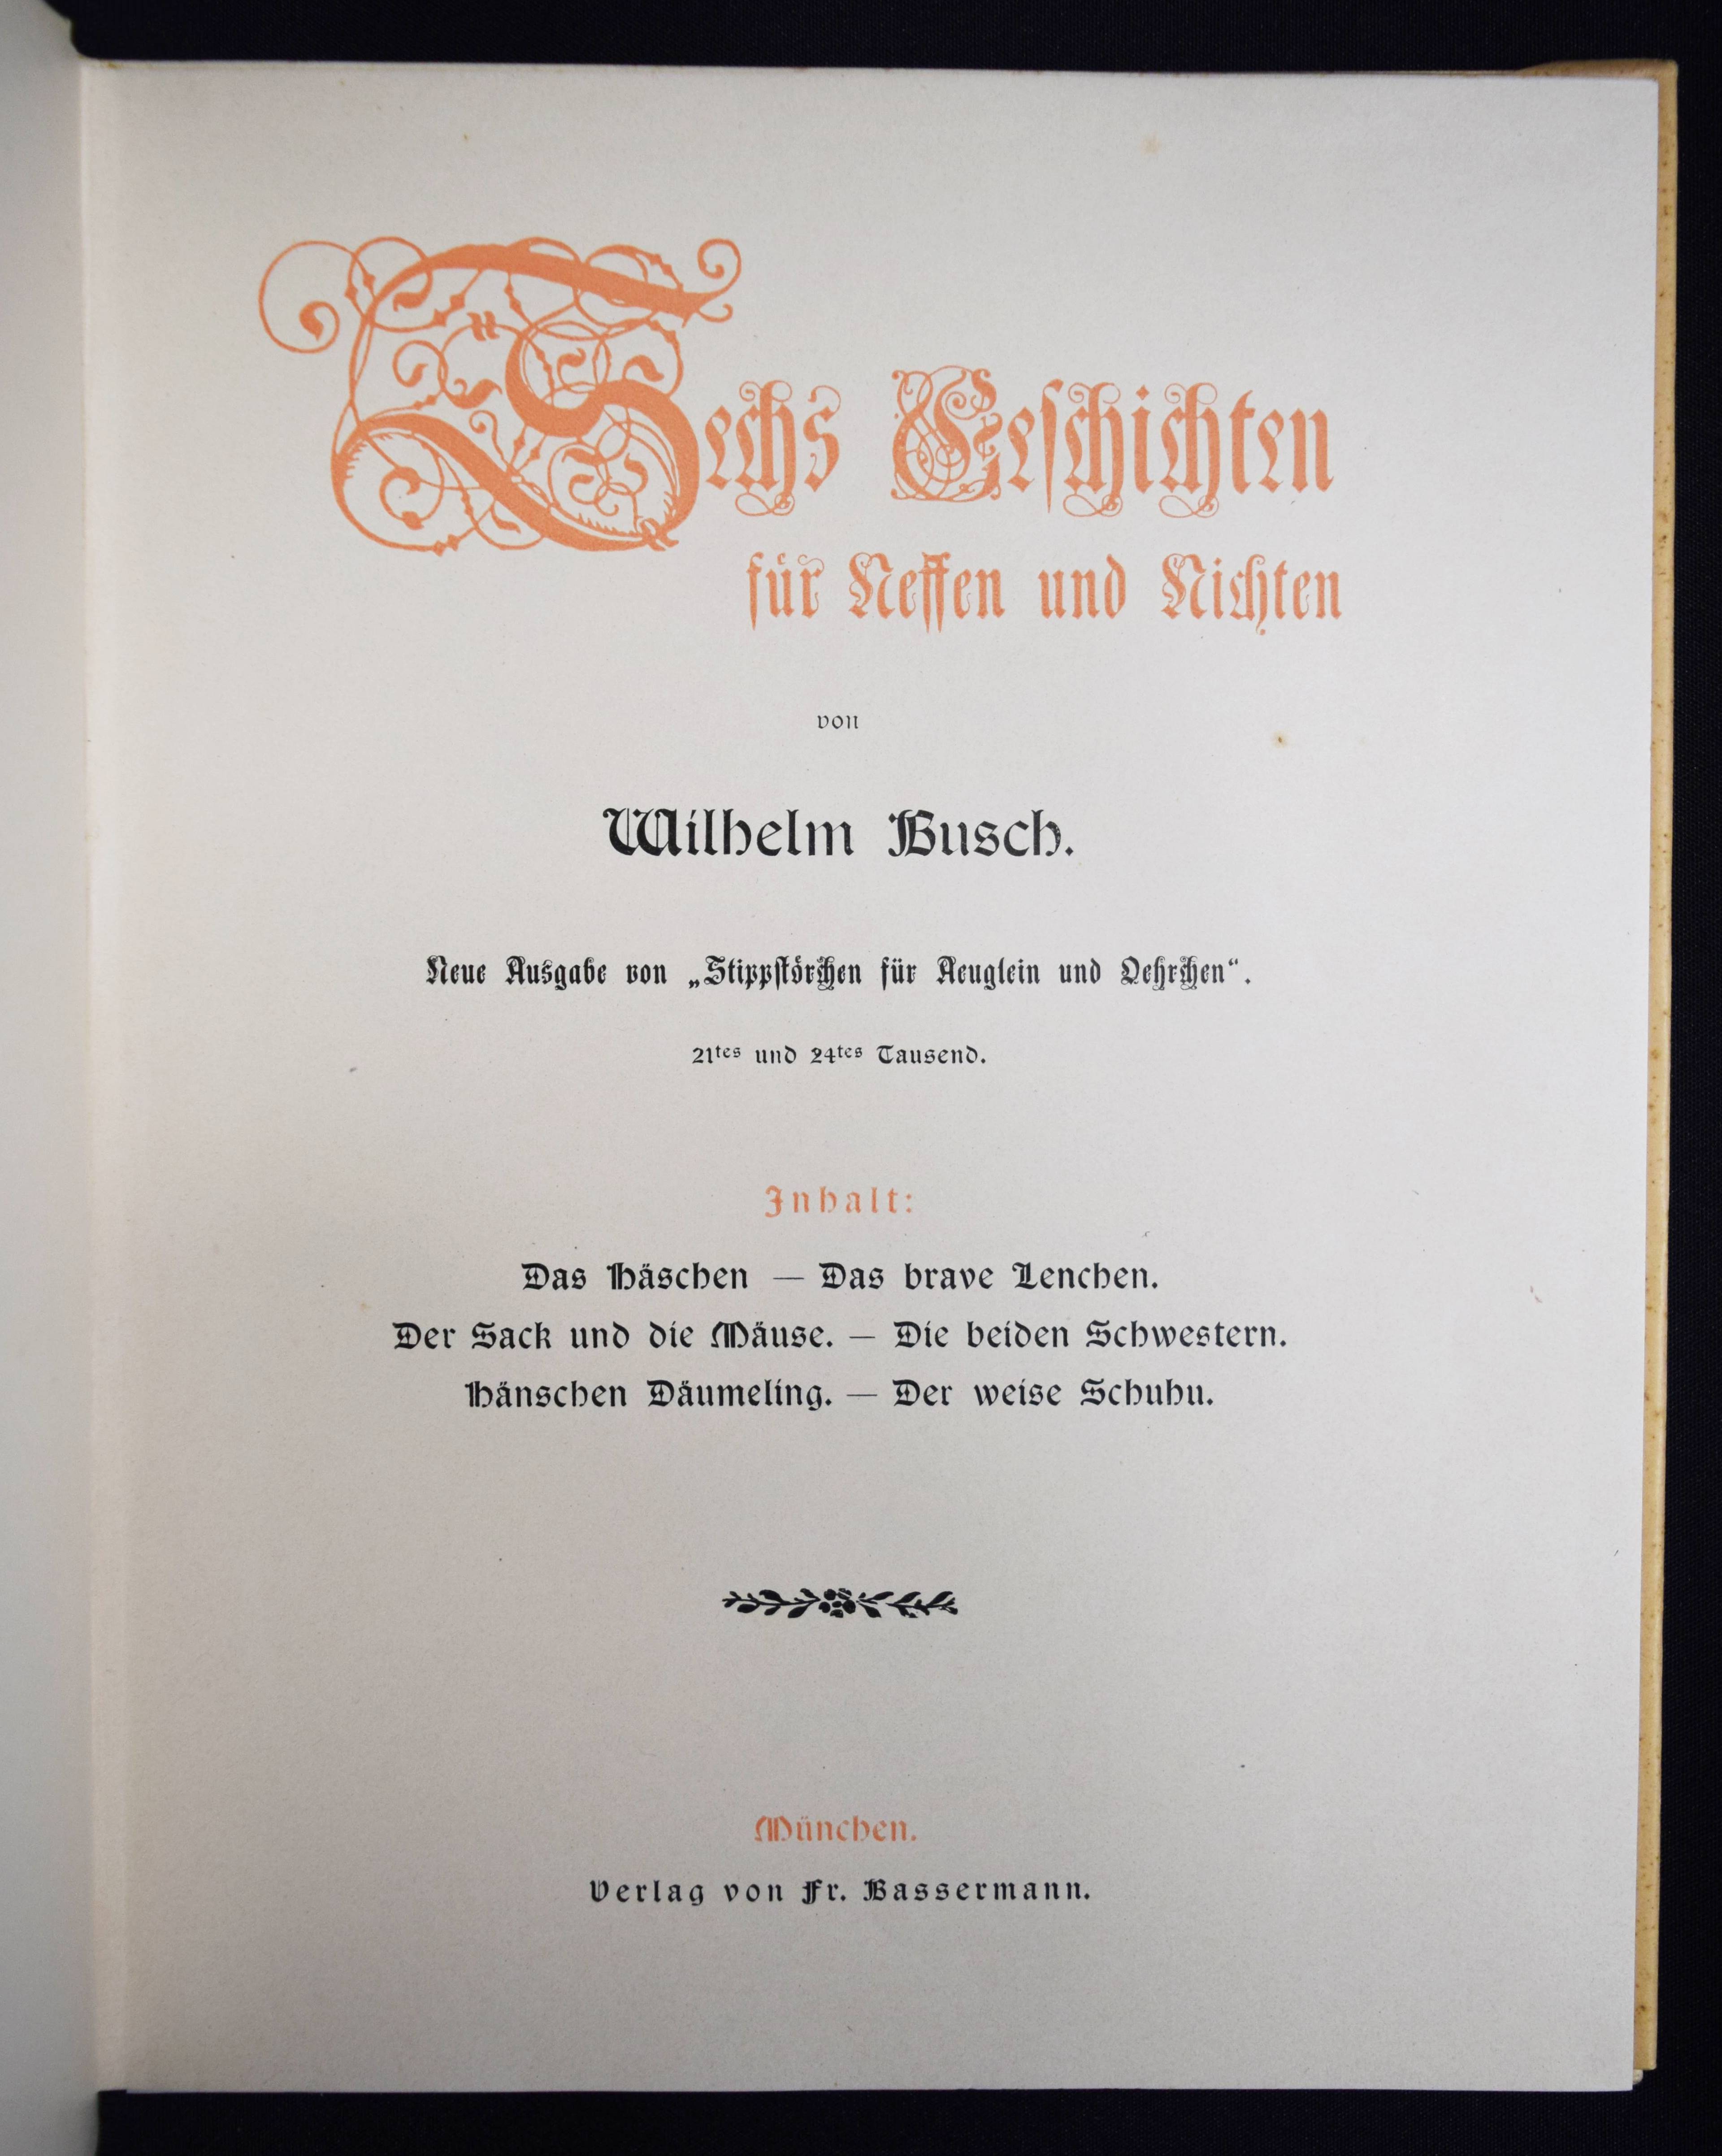 Sechs Geschichten
für Neffen und Nichten
von
Wilhelm Busch.
Neue Ausgabe von „Stippstörchen für Aeuglein und Oehrchen“.
21tes und 24tes Tausend.
Inhalt:
Das Häschen — Das brave Lenchen.
Der Sack und die Mäuse. — Die beiden Schwestern.
Hänschen Däumeling. — Der weise Schuhu.
München.
Verlag von Fr. Bassermann.